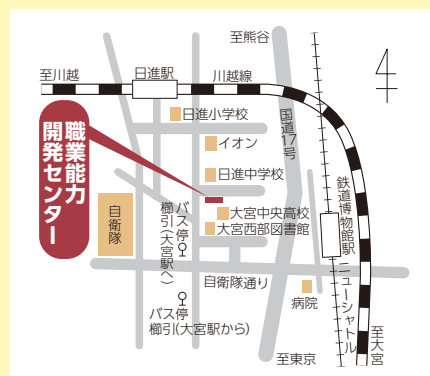 至熊谷
至川越
日進駅
川越線
日進小学校
国道17号
イオン
職業能力
開発センター
日進中学校
鉄道博物館駅
自衛隊
バス停
櫛引(大宮駅へ)
大宮中央高校
大宮西部図書館
自衛隊通り
ニューシャトル
病院
バス停
櫛引(大宮駅から)
至大宮
至東京